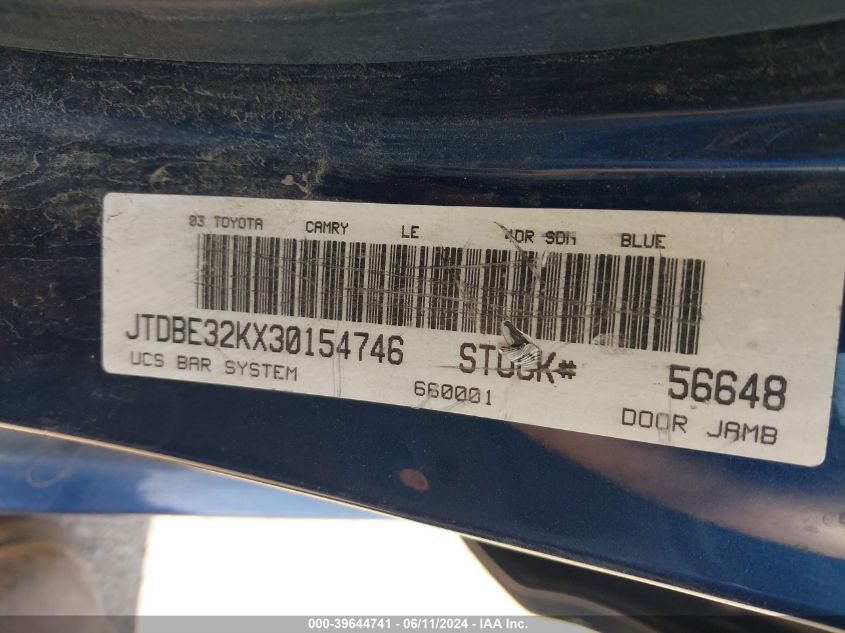 03 TOYOTA CAMRY LE 4DR SDN BLUE
JTDBE32KX30154746 STOCK# 56648
UCS BAR SYSTEM 660001 DOOR JAMB
000-39644741 - 06/11/2024 - IAA Inc.